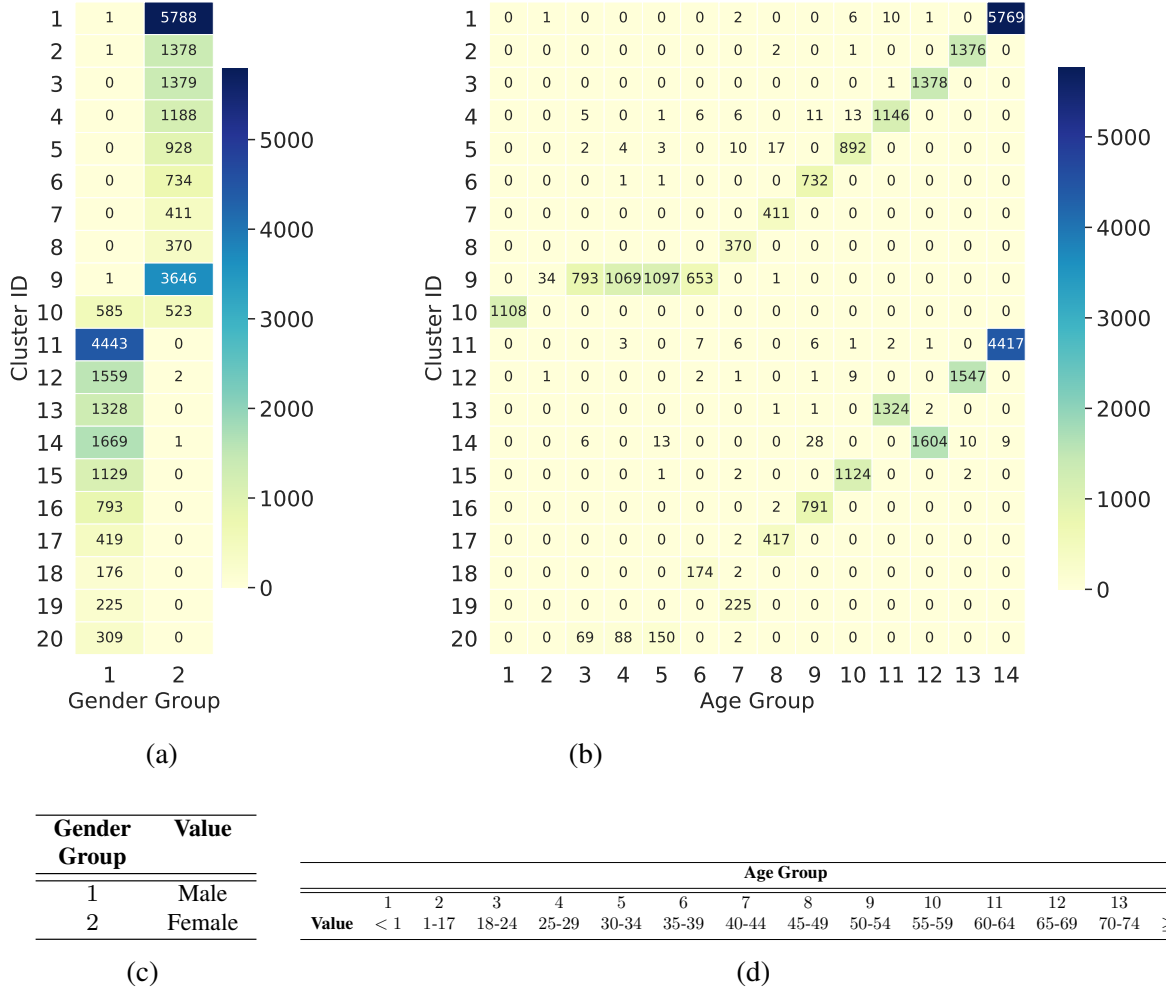 1 1 5788
2 1 1378
3 0 1379
4 0 1188
5 0 928
6 0 734
7 0 411
8 0 370
9 1 3646
10 585 523
11 4443 0
12 1559 2
13 1328 0
14 1669 1
15 1129 0
16 793 0
17 419 0
18 176 0
19 225 0
20 309 0
1 2
Gender Group
Cluster ID
5000
4000
3000
2000
1000
0
(a)
1 0 1 0 0 0 0 2 0 0 6 10 1 0 5769
2 0 0 0 0 0 0 0 2 0 1 0 0 1376 0
3 0 0 0 0 0 0 0 0 0 0 1 1378 0 0
4 0 0 5 0 1 6 6 0 11 13 1146 0 0 0
5 0 0 2 4 3 0 10 17 0 892 0 0 0 0
6 0 0 0 1 1 0 0 0 732 0 0 0 0 0
7 0 0 0 0 0 0 0 411 0 0 0 0 0 0
8 0 0 0 0 0 0 370 0 0 0 0 0 0 0
9 0 34 793 1069 1097 653 0 1 0 0 0 0 0 0
10 1108 0 0 0 0 0 0 0 0 0 0 0 0 0
11 0 0 0 3 0 7 6 0 6 1 2 1 0 4417
12 0 1 0 0 0 2 1 0 1 9 0 0 1547 0
13 0 0 0 0 0 0 0 1 1 0 1324 2 0 0
14 0 0 6 0 13 0 0 0 28 0 0 1604 10 9
15 0 0 0 0 1 0 2 0 0 1124 0 0 2 0
16 0 0 0 0 0 0 0 2 791 0 0 0 0 0
17 0 0 0 0 0 0 2 417 0 0 0 0 0 0
18 0 0 0 0 0 174 2 0 0 0 0 0 0 0
19 0 0 0 0 0 0 225 0 0 0 0 0 0 0
20 0 0 69 88 150 0 2 0 0 0 0 0 0 0
1 2 3 4 5 6 7 8 9 10 11 12 13 14
Age Group
Cluster ID
5000
4000
3000
2000
1000
0
(b)
Gender Value
Group
1 Male
2 Female
(c)
Age Group
1 2 3 4 5 6 7 8 9 10 11 12 13
Value < 1 1-17 18-24 25-29 30-34 35-39 40-44 45-49 50-54 55-59 60-64 65-69 70-74
(d)